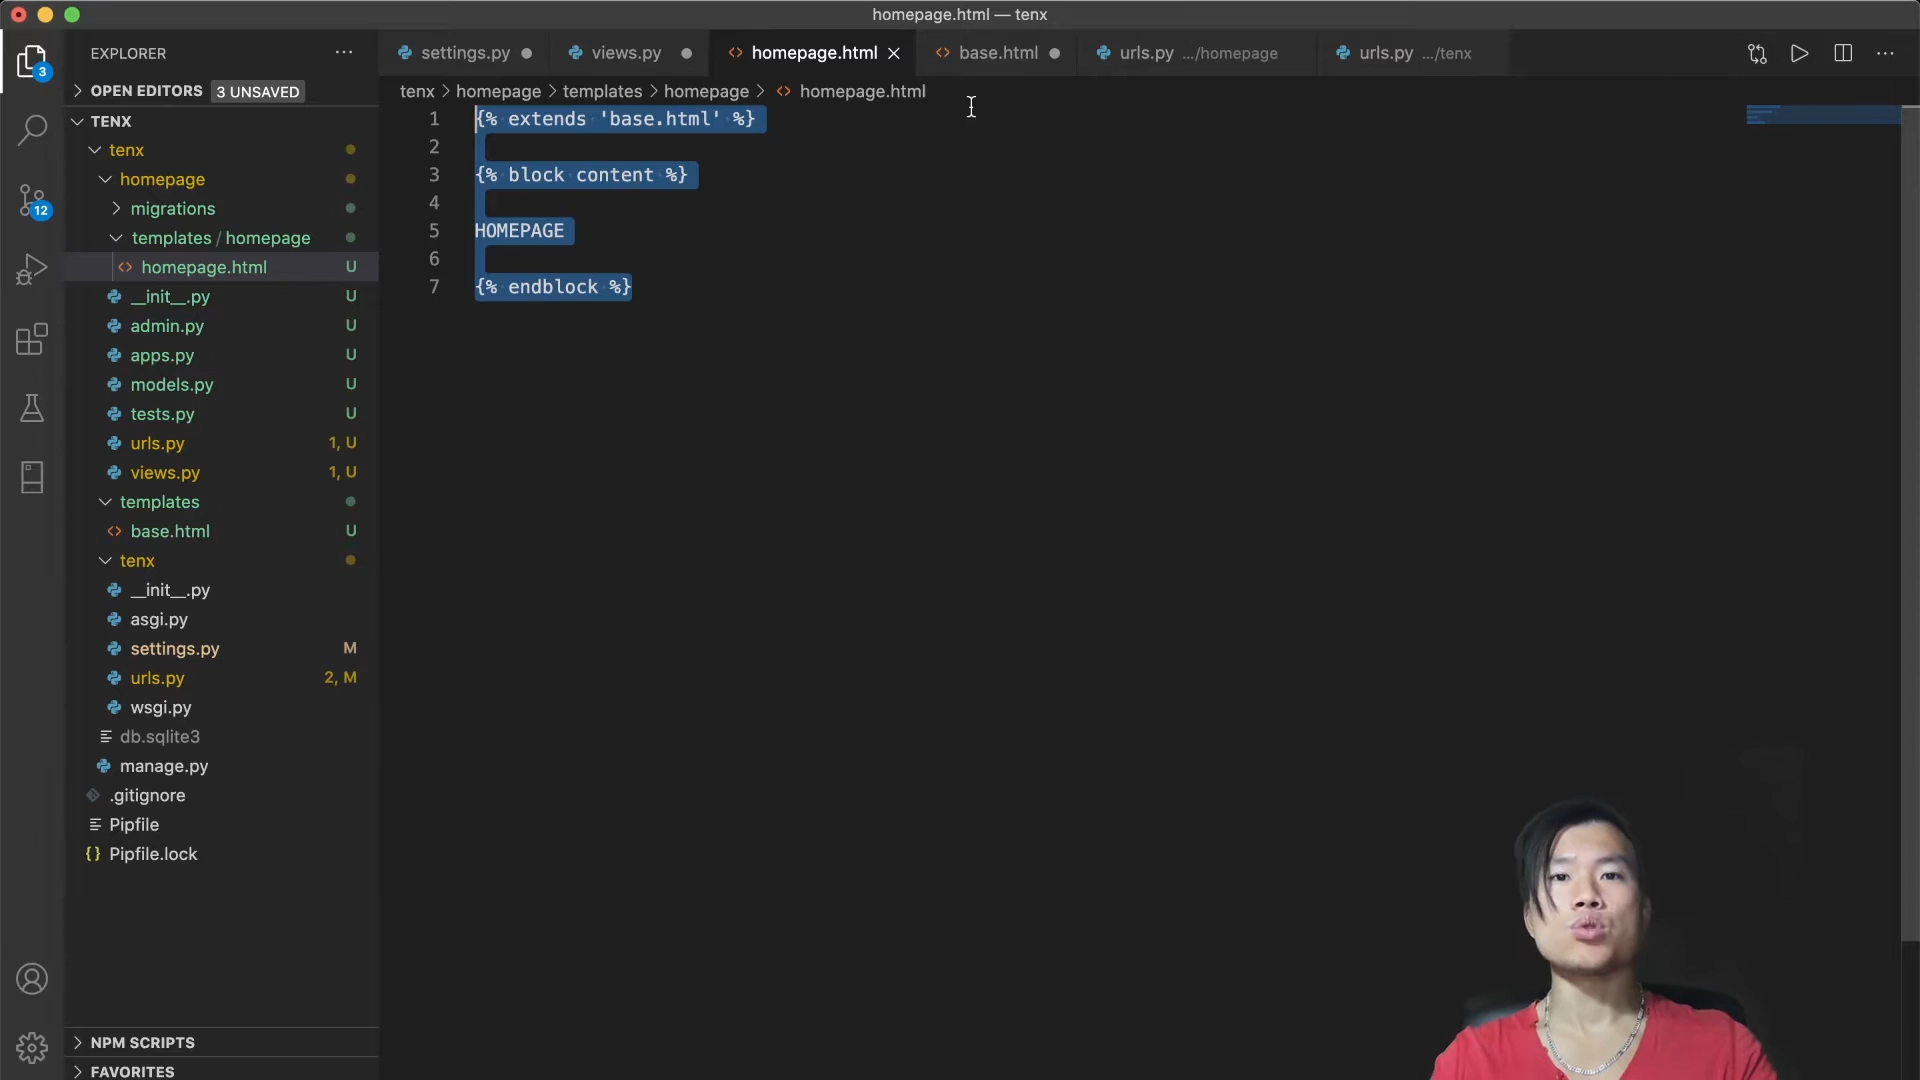 homepage.html — tenx
EXPLORER
settings.py
views.py
homepage.html
base.html
urls.py .../homepage
urls.py .../tenx
3
OPEN EDITORS 3 UNSAVED
tenx > homepage > templates > homepage > homepage.html
TENX
tenx
homepage
migrations
templates / homepage
homepage.html U
__init__.py U
admin.py U
apps.py U
models.py U
tests.py U
urls.py 1, U
views.py 1, U
templates
base.html U
tenx
__init__.py
asgi.py
settings.py M
urls.py 2, M
wsgi.py
db.sqlite3
manage.py
.gitignore
Pipfile
Pipfile.lock
NPM SCRIPTS
FAVORITES
12
1 {% extends 'base.html' %}
2
3 {% block content %}
4
5 HOMEPAGE
6
7 {% endblock %}